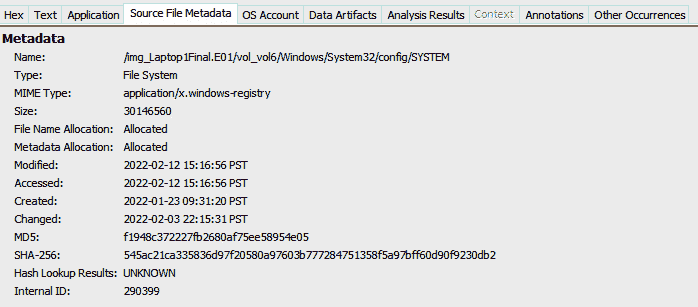 Hex Text Application Source File Metadata OS Account Data Artifacts Analysis Results Context Annotations Other Occurrences
Metadata
Name: /img_Laptop1Final.E01/vol_vol6/Windows/System32/config/SYSTEM
Type: File System
MIME Type: application/x.windows-registry
Size: 30146560
File Name Allocation: Allocated
Metadata Allocation: Allocated
Modified: 2022-02-12 15:16:56 PST
Accessed: 2022-02-12 15:16:56 PST
Created: 2022-01-23 09:31:20 PST
Changed: 2022-02-03 22:15:31 PST
MD5: f1948c372227fb2680af75ee58954e05
SHA-256: 545ac21ca335836d97f20580a97603b777284751358f5a97bff60d90f9230db2
Hash Lookup Results: UNKNOWN
Internal ID: 290399